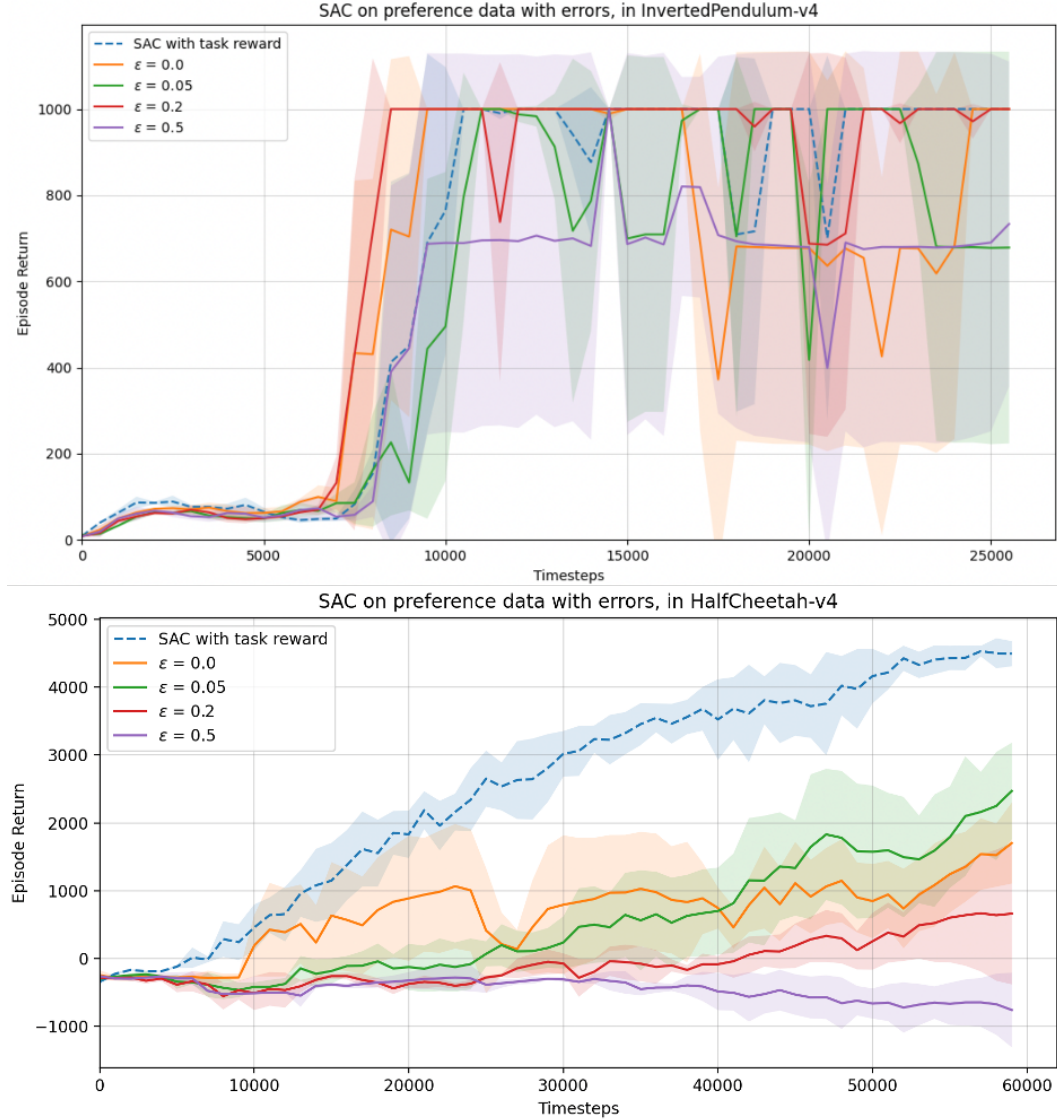 SAC on preference data with errors, in InvertedPendulum-v4
SAC with task reward
ε = 0.0
ε = 0.05
ε = 0.2
ε = 0.5
1000
800
600
400
200
0
Episode Return
0 5000 10000 15000 20000 25000
Timesteps
SAC on preference data with errors, in HalfCheetah-v4
SAC with task reward
ε = 0.0
ε = 0.05
ε = 0.2
ε = 0.5
5000
4000
3000
2000
1000
0
−1000
Episode Return
0 10000 20000 30000 40000 50000 60000
Timesteps